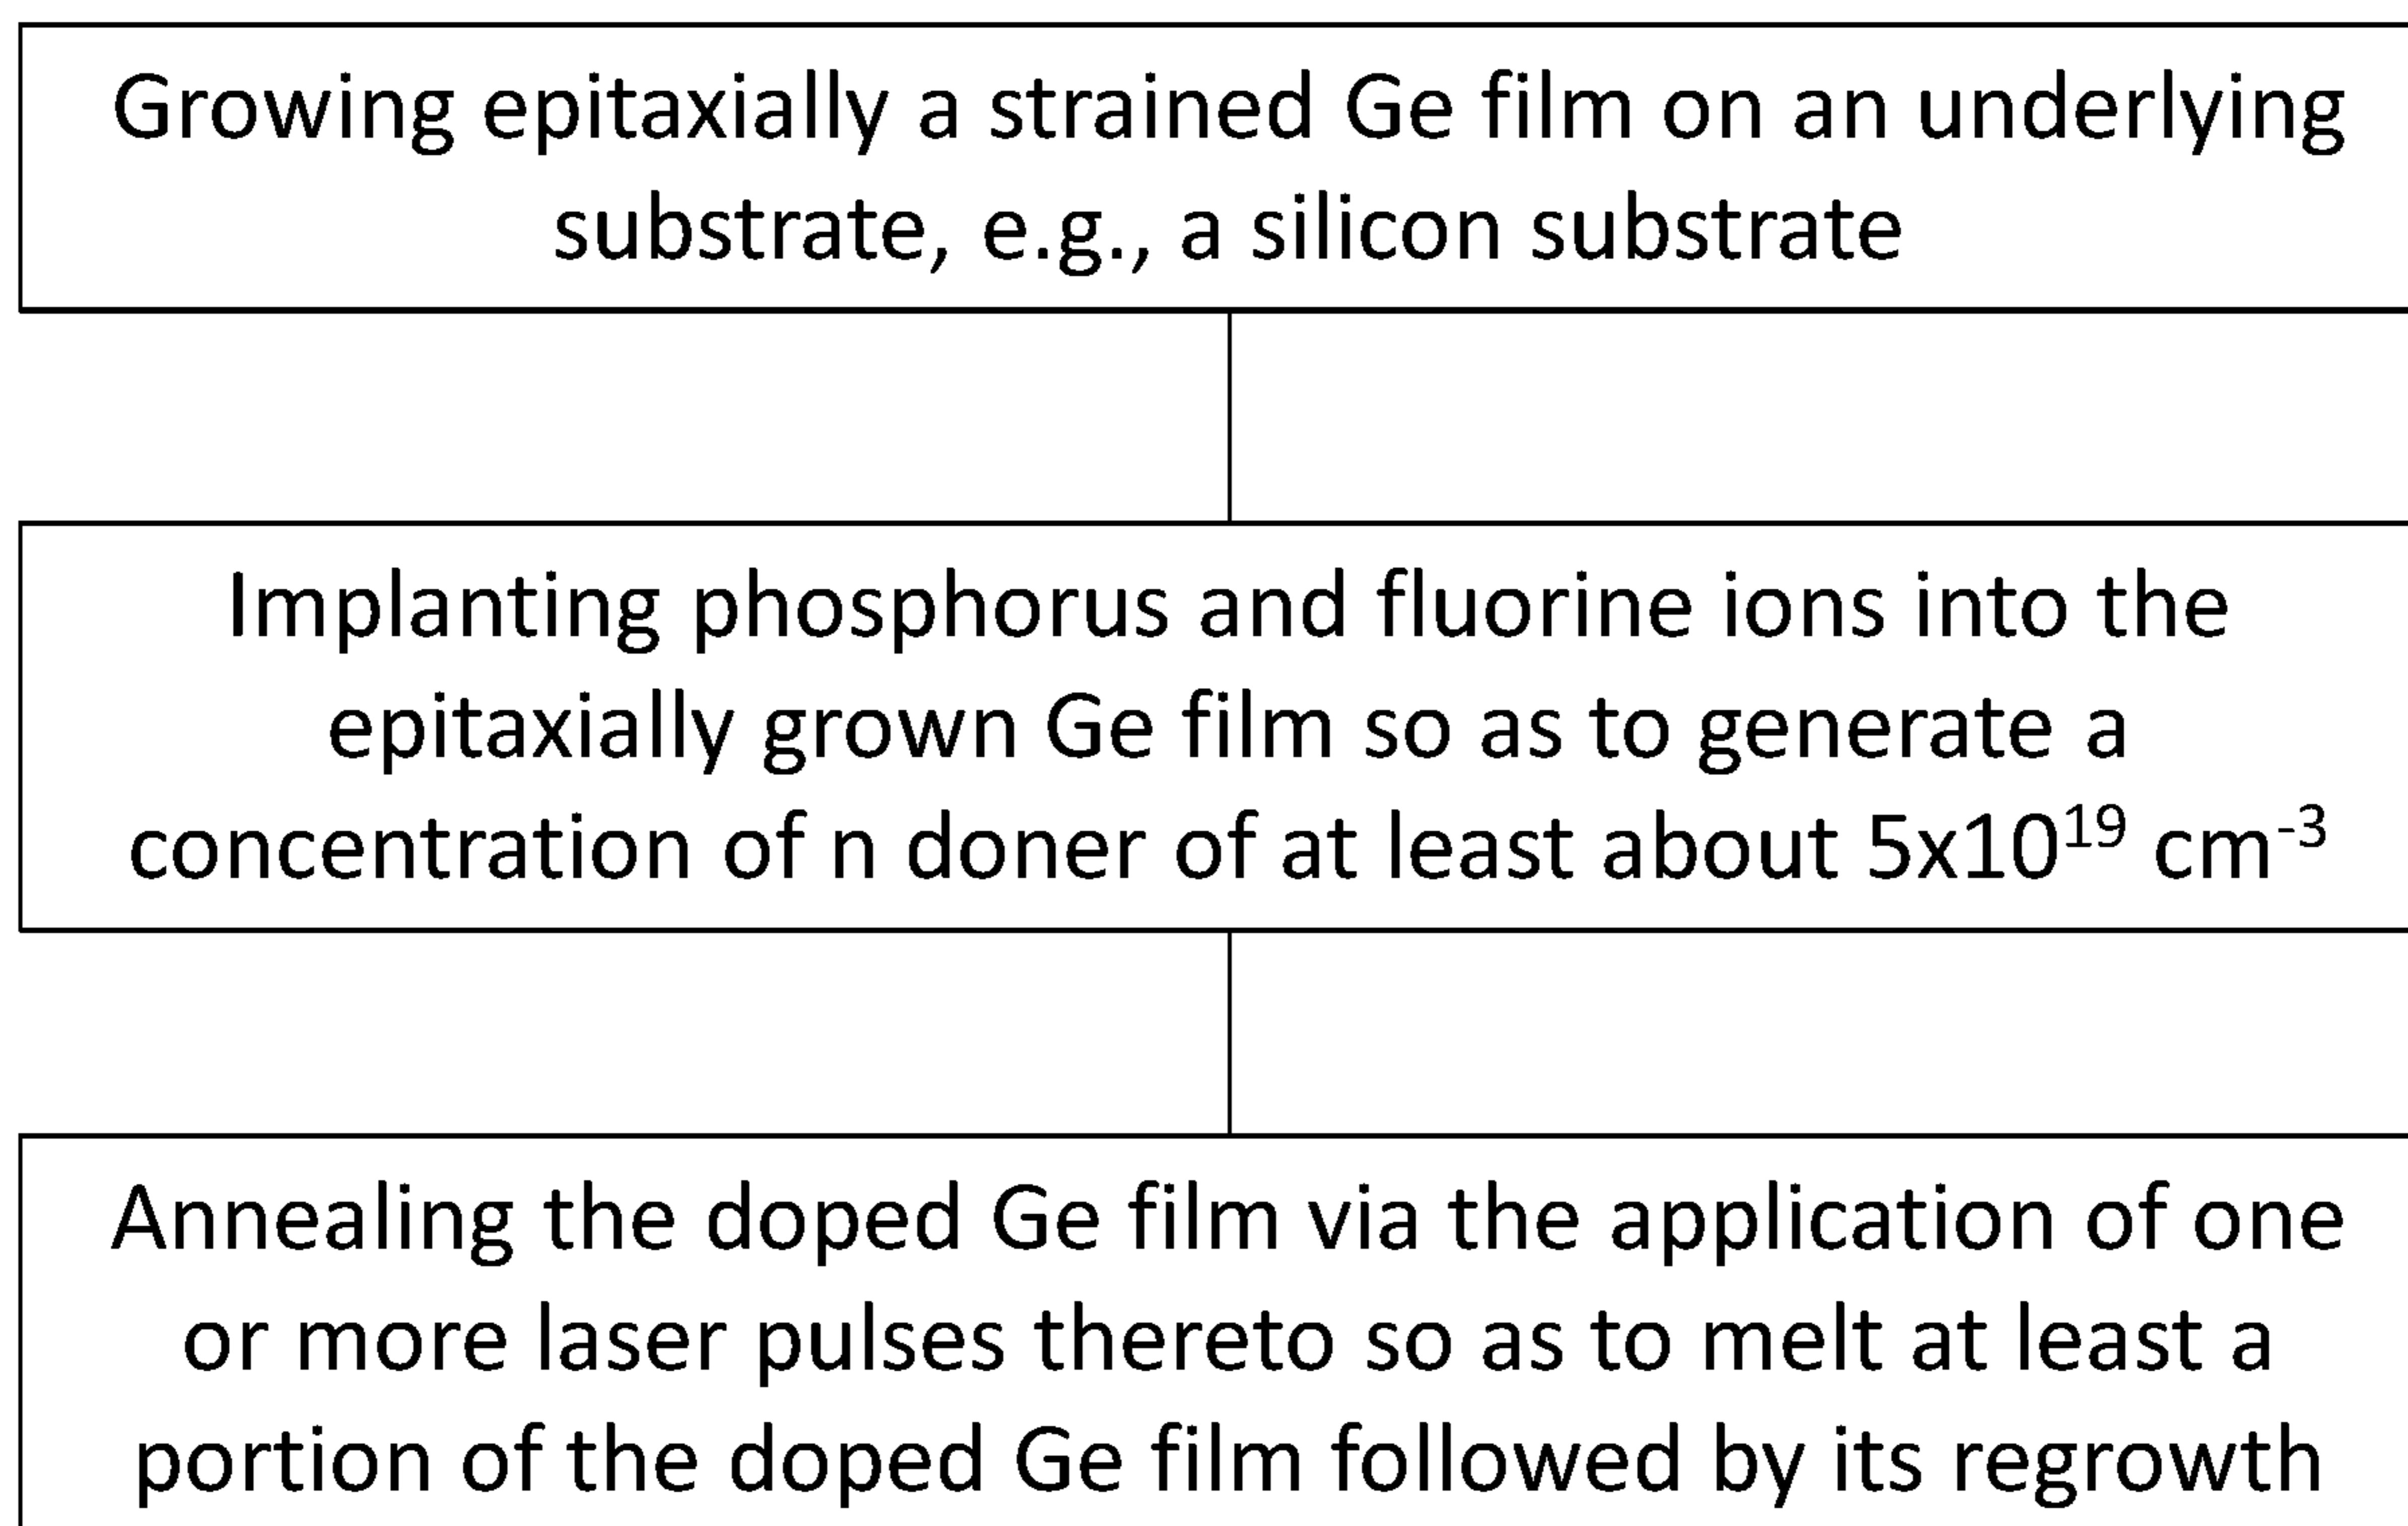 Growing epitaxially a strained Ge film on an underlying
substrate, e.g., a silicon substrate
Implanting phosphorus and fluorine ions into the
epitaxially grown Ge film so as to generate a
concentration of n doner of at least about 5x10¹⁹ cm⁻³
Annealing the doped Ge film via the application of one
or more laser pulses thereto so as to melt at least a
portion of the doped Ge film followed by its regrowth